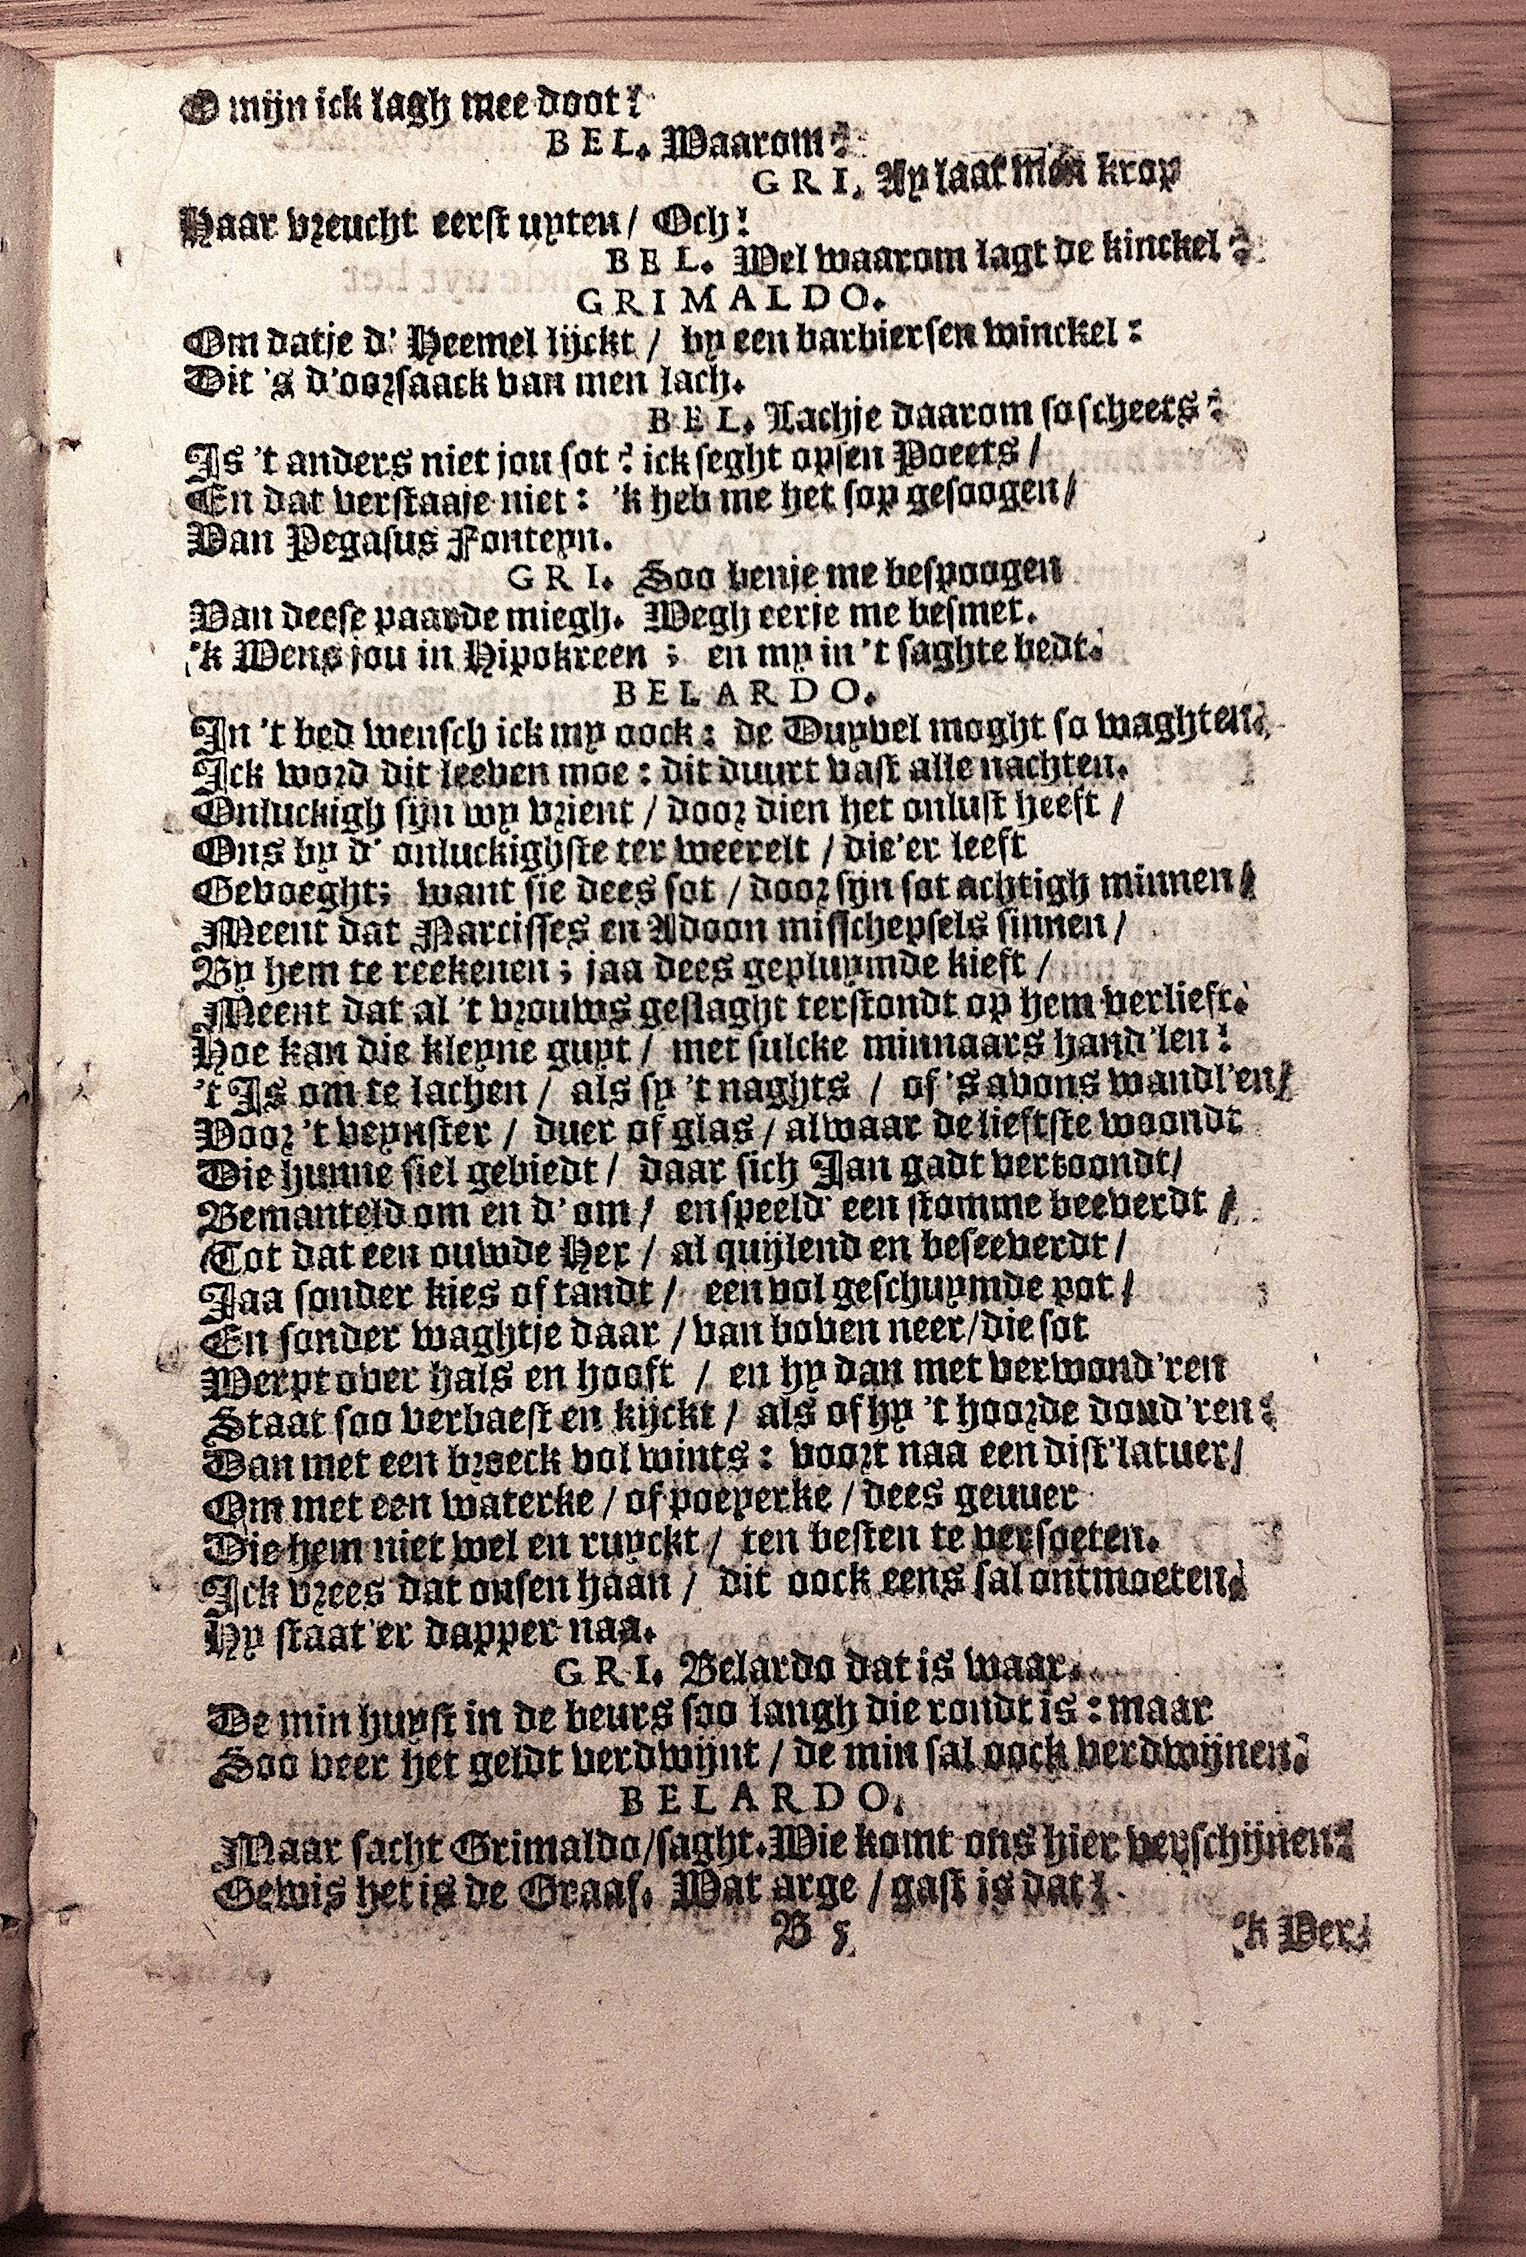 O mijn ick lagh mee doot!
BEL. Waarom?
GRI. Ay laat men krop
Haar vreucht eerst uyten / Och!
BEL. Wel waarom lagt de kinckel?
GRIMALDO.
Om datje d' Heemel lijckt / by een barbiersen winckel:
Dit 's d'oorsaack van men lach.
BEL. Lachje daarom so scheets?
Is 't anders niet jou sot? ick seght opsen Poeets /
En dat verstaaje niet: 'k heb me het sop gesoogen /
Van Pegasus Fonteyn.
GRI. Soo benje me bespoogen
Van deese paarde miegh. Wegh eerje me besmet.
'k Wens jou in Hipokreen; en my in 't saghte bedt.
BELARDO.
In 't bed wensch ick my oock: de Duyvel moght so waghten.
Ick word dit leeven moe: dit duurt vast alle nachten.
Onluckigh sijn wy vrient / door dien het onlust heeft /
Ons by d' onluckighste ter weerelt / die'er leeft
Gevoeght; want sie dees sot / door sijn sot achtigh minnen /
Meent dat Narcisses en Adoon misschepsels sinnen /
By hem te reekenen; jaa dees gepluymde kieft /
Meent dat al 't vrouws geslaght terstondt op hem verlieft.
Hoe kan die kleyne guyt / met sulcke minnaars hand'len!
't Is om te lachen / als sy 't naghts / of 's avons wandl'en /
Voor 't veynster / duer of glas / alwaar de liefste woondt
Die hunne siel gebiedt / daar sich Jan gadt vertoondt /
Bemanteld om en d' om / en speeld' een stomme beeverdt /
Tot dat een ouwde Hex / al quijlend en beseeverdt /
Jaa sonder kies of tandt / een vol geschuymde pot /
En sonder waghtje daar / van boven neer / die sot
Werpt over hals en hooft / en hy dan met verwond'ren
Staat soo verbaest en kijckt / als of hy 't hoorde dond'ren:
Dan met een broeck vol wints: voort naa een dist'latuer /
Om met een waterke / of poeyerke / dees geuuer
Die hem niet wel en ruyckt / ten besten te versoeten.
Ick vrees dat onsen haan / dit oock eens sal ontmoeten.
Hy staat'er dapper naa.
GRI. Belardo dat is waar.
De min huyst in de beurs soo langh die rondt is: maar
Soo veer het geldt verdwijnt / de min sal oock verdwijnen.
BELARDO.
Maar sacht Grimaldo / saght. Wie komt ons hier verschijnen?
Gewis het is de Graaf. Wat arge / gast is dat!
B 5
'k Ver-